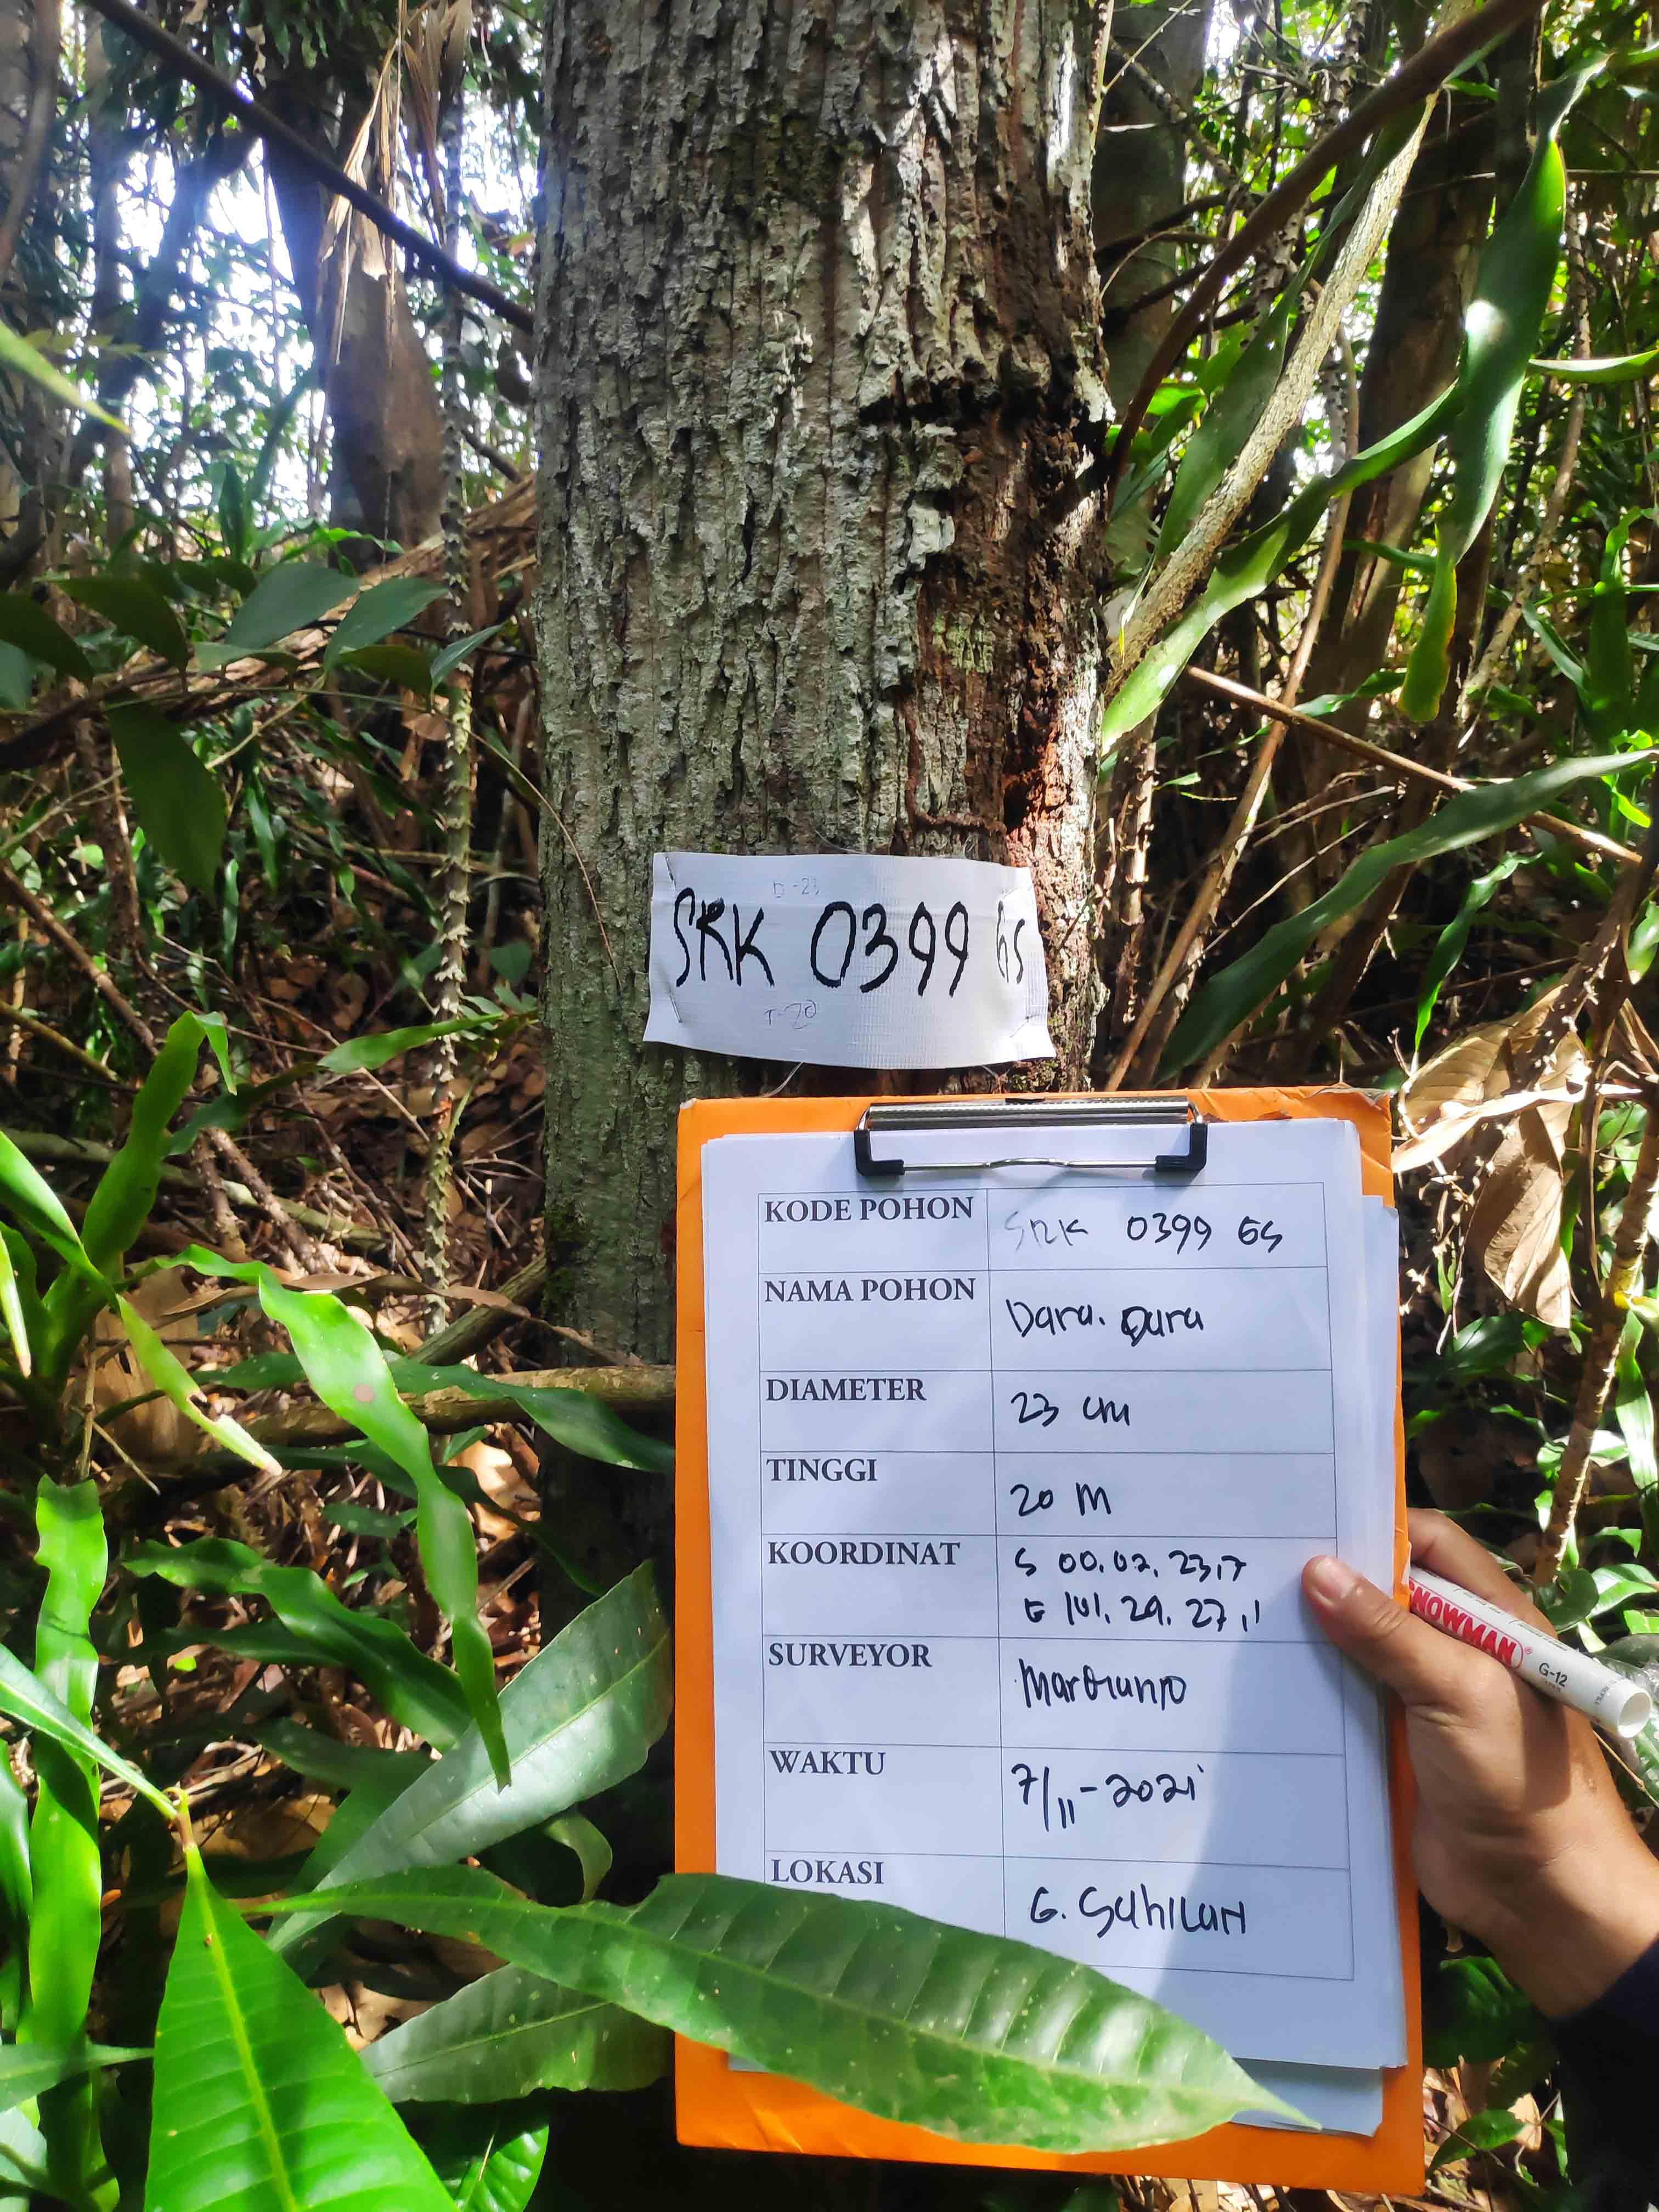 D-23
SRK 0399 GS
T-20
KODE POHON SRK 0399 GS
NAMA POHON Dara. Dara
DIAMETER 23 cm
TINGGI 20 M
KOORDINAT S 00.02.23,7
E 101.29.27,1
SURVEYOR Mardianto
WAKTU 7/11-2021
LOKASI G. SahiLaN
SNOWMAN
G-12